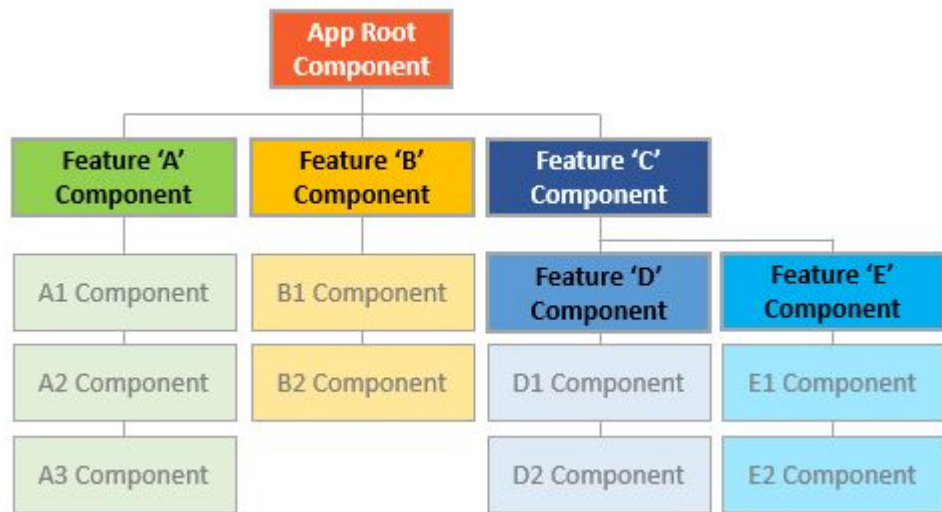 App Root
Component
Feature ‘A’
Component
Feature ‘B’
Component
Feature ‘C’
Component
A1 Component
B1 Component
Feature ‘D’
Component
Feature ‘E’
Component
A2 Component
B2 Component
D1 Component
E1 Component
A3 Component
D2 Component
E2 Component